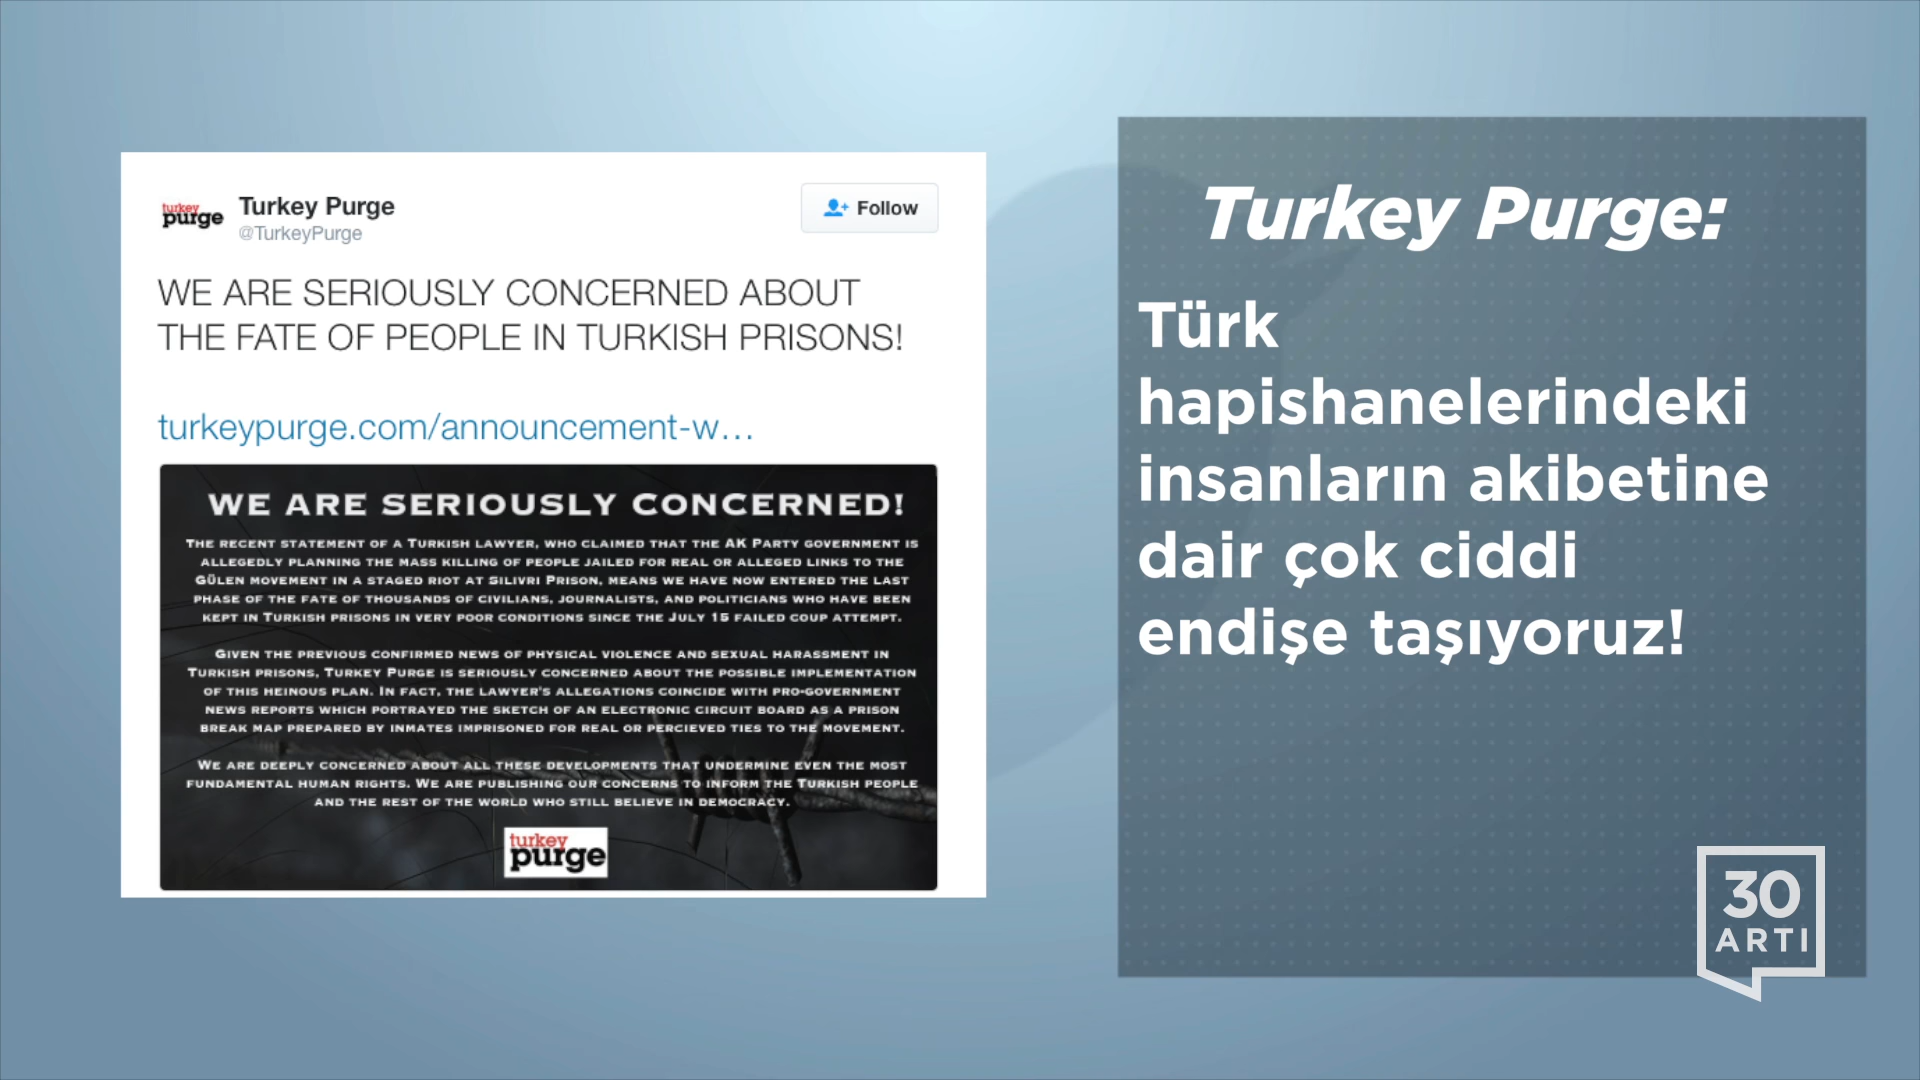 turkey
purge
Turkey Purge
@TurkeyPurge
Follow
WE ARE SERIOUSLY CONCERNED ABOUT
THE FATE OF PEOPLE IN TURKISH PRISONS!
turkeypurge.com/announcement-w...
WE ARE SERIOUSLY CONCERNED!
THE RECENT STATEMENT OF A TURKISH LAWYER, WHO CLAIMED THAT THE AK PARTY GOVERNMENT IS
ALLEGEDLY PLANNING THE MASS KILLING OF PEOPLE JAILED FOR REAL OR ALLEGED LINKS TO THE
GÜLEN MOVEMENT IN A STAGED RIOT AT SILIVRI PRISON, MEANS WE HAVE NOW ENTERED THE LAST
PHASE OF THE FATE OF THOUSANDS OF CIVILIANS, JOURNALISTS, AND POLITICIANS WHO HAVE BEEN
KEPT IN TURKISH PRISONS IN VERY POOR CONDITIONS SINCE THE JULY 15 FAILED COUP ATTEMPT.
GIVEN THE PREVIOUS CONFIRMED NEWS OF PHYSICAL VIOLENCE AND SEXUAL HARASSMENT IN
TURKISH PRISONS, TURKEY PURGE IS SERIOUSLY CONCERNED ABOUT THE POSSIBLE IMPLEMENTATION
OF THIS HEINOUS PLAN. IN FACT, THE LAWYER'S ALLEGATIONS COINCIDE WITH PRO-GOVERNMENT
NEWS REPORTS WHICH PORTRAYED THE SKETCH OF AN ELECTRONIC CIRCUIT BOARD AS A PRISON
BREAK MAP PREPARED BY INMATES IMPRISONED FOR REAL OR PERCIEVED TIES TO THE MOVEMENT.
WE ARE DEEPLY CONCERNED ABOUT ALL THESE DEVELOPMENTS THAT UNDERMINE EVEN THE MOST
FUNDAMENTAL HUMAN RIGHTS. WE ARE PUBLISHING OUR CONCERNS TO INFORM THE TURKISH PEOPLE
AND THE REST OF THE WORLD WHO STILL BELIEVE IN DEMOCRACY.
turkey
purge
Turkey Purge:
Türk
hapishanelerindeki
insanların akibetine
dair çok ciddi
endişe taşıyoruz!
30
ARTI